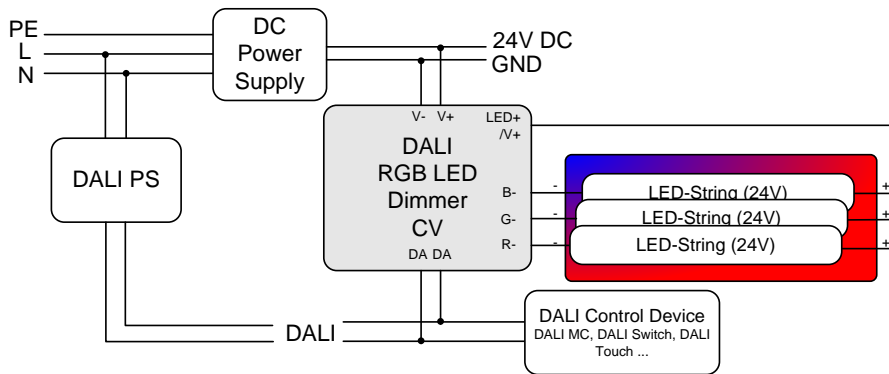 PE
L
N
DC
Power
Supply
24V DC
GND
V- V+ LED+
/V+
DALI
RGB LED
Dimmer
CV
B-
G-
R-
DA DA
- LED-String (24V) +
- LED-String (24V) +
- LED-String (24V) +
DALI PS
DALI
DALI Control Device
DALI MC, DALI Switch, DALI
Touch ...